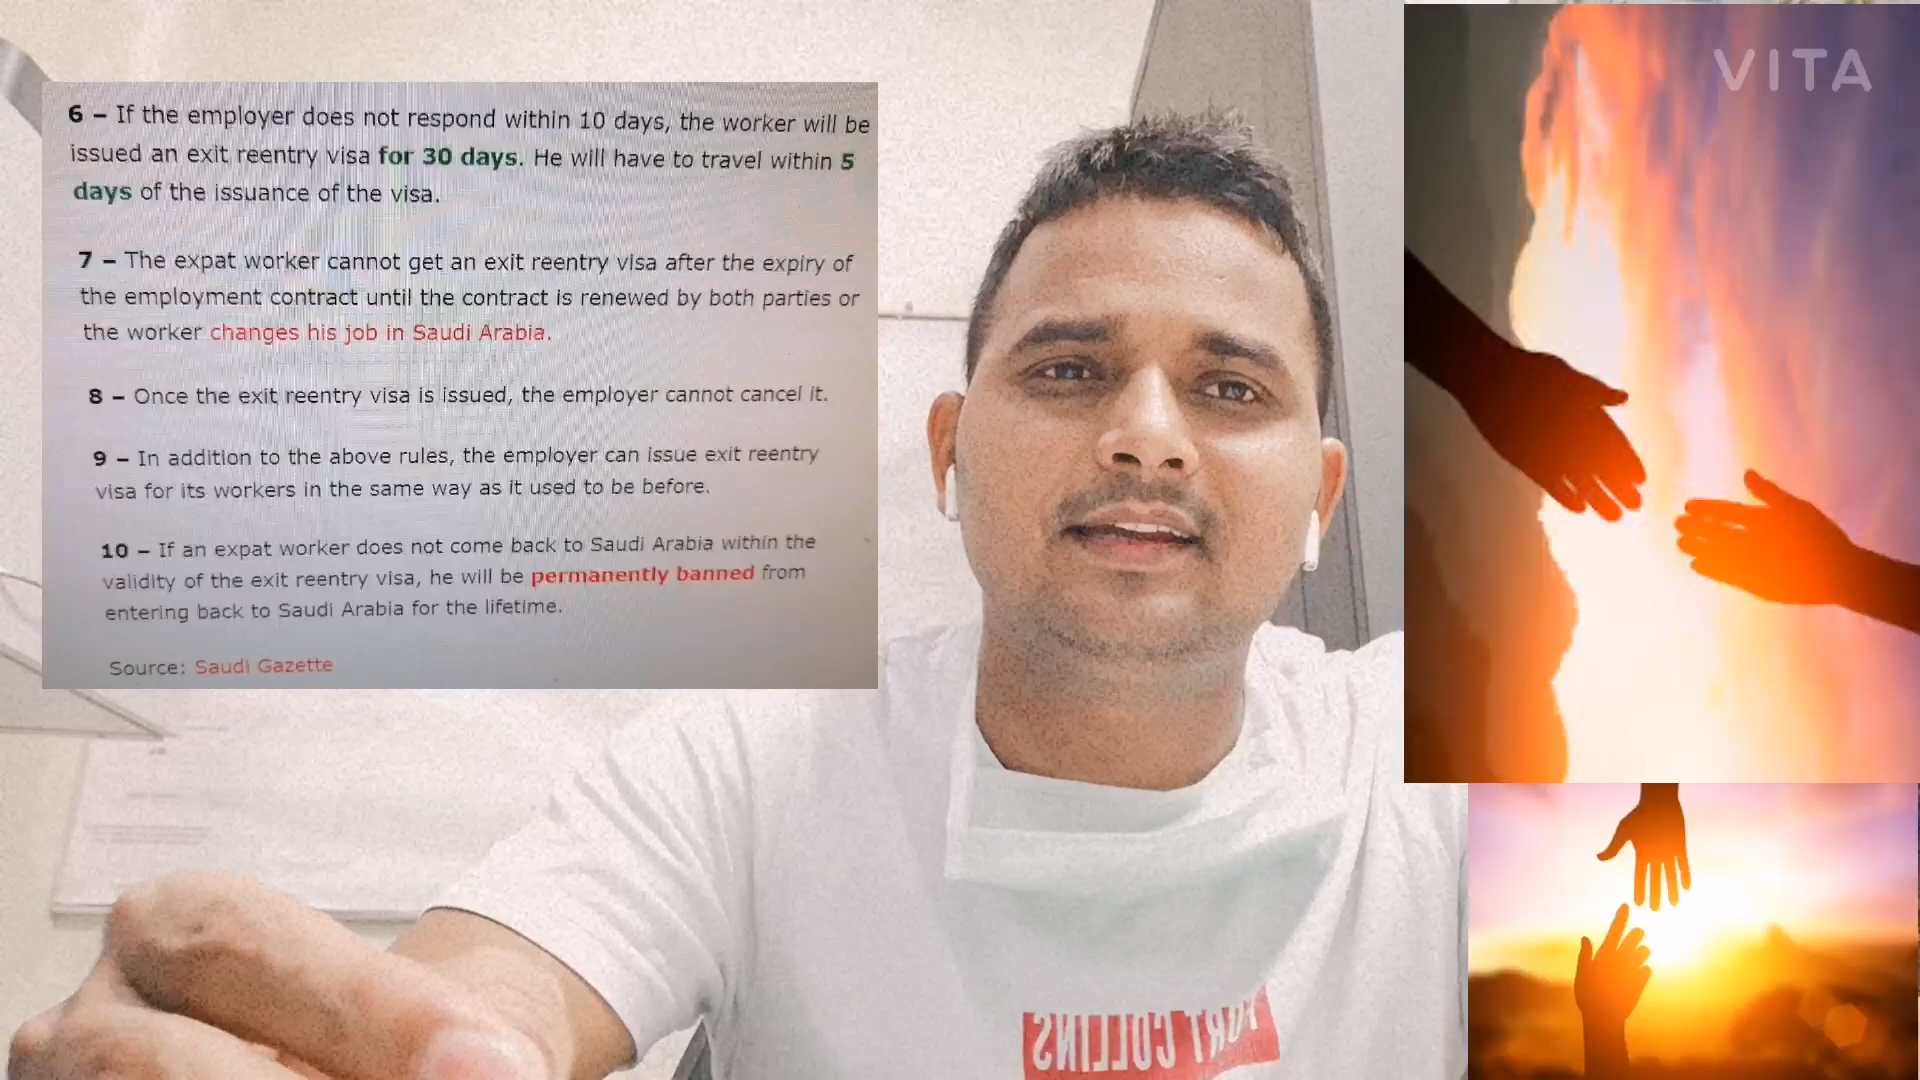 6 – If the employer does not respond within 10 days, the worker will be
issued an exit reentry visa for 30 days. He will have to travel within 5
days of the issuance of the visa.
7 – The expat worker cannot get an exit reentry visa after the expiry of
the employment contract until the contract is renewed by both parties or
the worker changes his job in Saudi Arabia.
8 – Once the exit reentry visa is issued, the employer cannot cancel it.
9 – In addition to the above rules, the employer can issue exit reentry
visa for its workers in the same way as it used to be before.
10 – If an expat worker does not come back to Saudi Arabia within the
validity of the exit reentry visa, he will be permanently banned from
entering back to Saudi Arabia for the lifetime.
Source: Saudi Gazette
VITA
FORT COLLINS